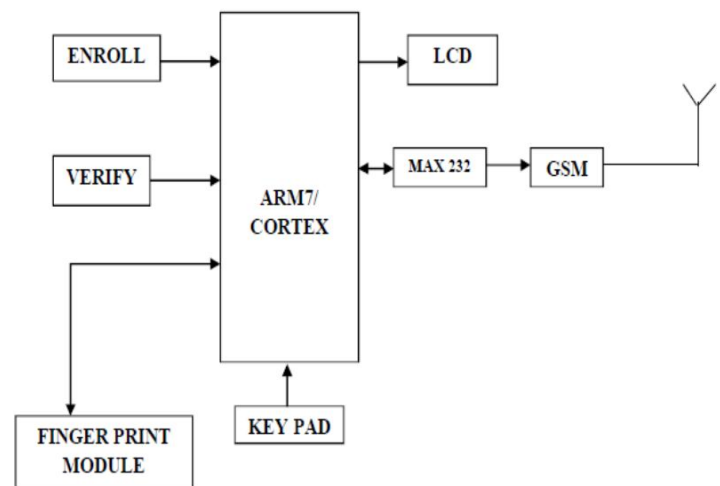 ENROLL
LCD
VERIFY
MAX 232
GSM
ARM7/
CORTEX
KEY PAD
FINGER PRINT
MODULE